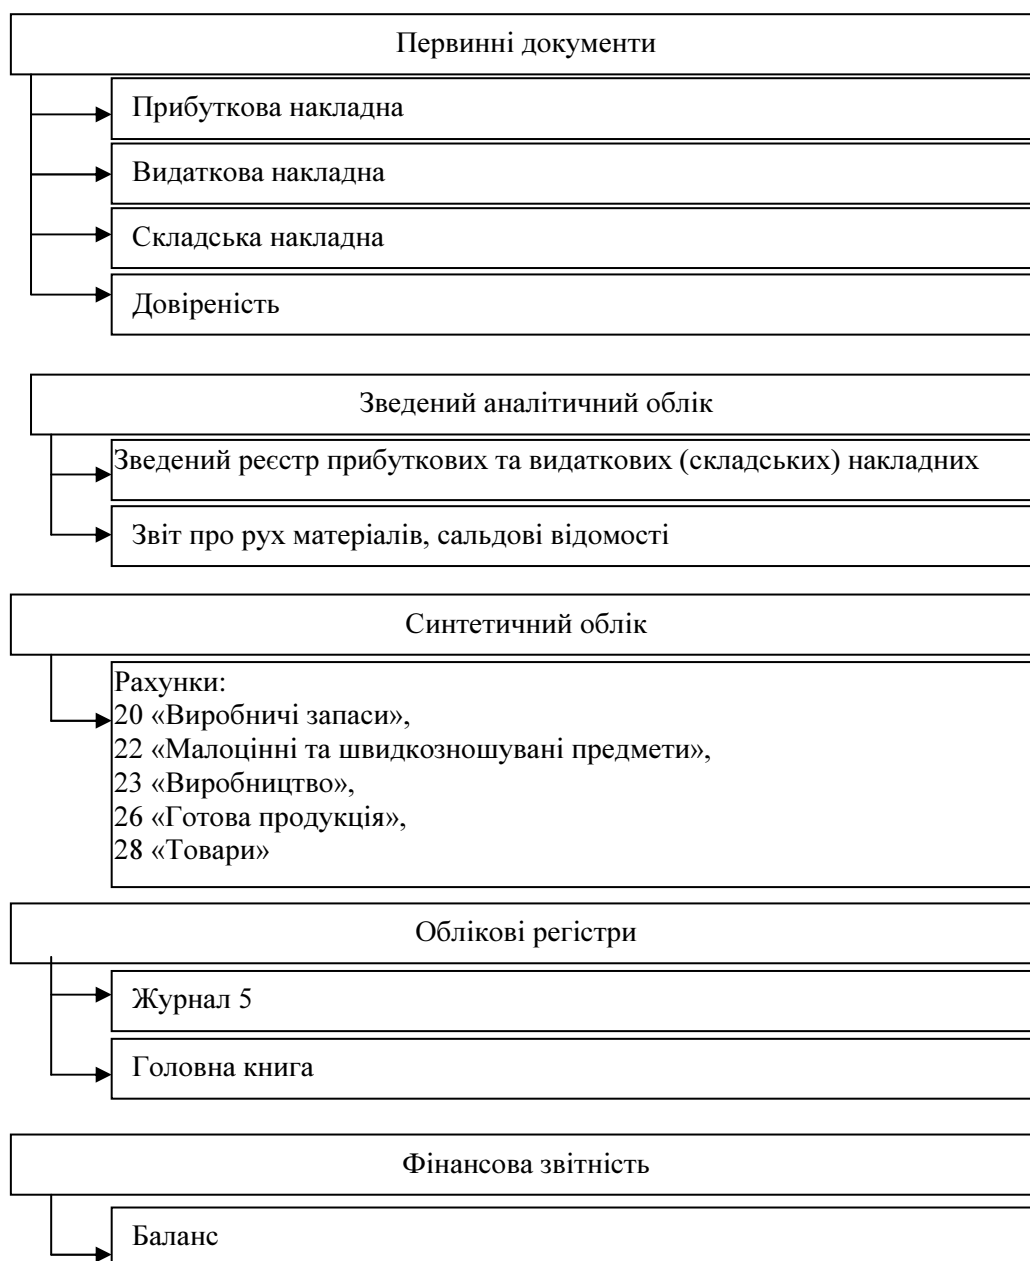 Первинні документи
Прибуткова накладна
Видаткова накладна
Складська накладна
Довіреність
Зведений аналітичний облік
Зведений реєстр прибуткових та видаткових (складських) накладних
Звіт про рух матеріалів, сальдові відомості
Синтетичний облік
Рахунки:
20 «Виробничі запаси»,
22 «Малоцінні та швидкозношувані предмети»,
23 «Виробництво»,
26 «Готова продукція»,
28 «Товари»
Облікові регістри
Журнал 5
Головна книга
Фінансова звітність
Баланс